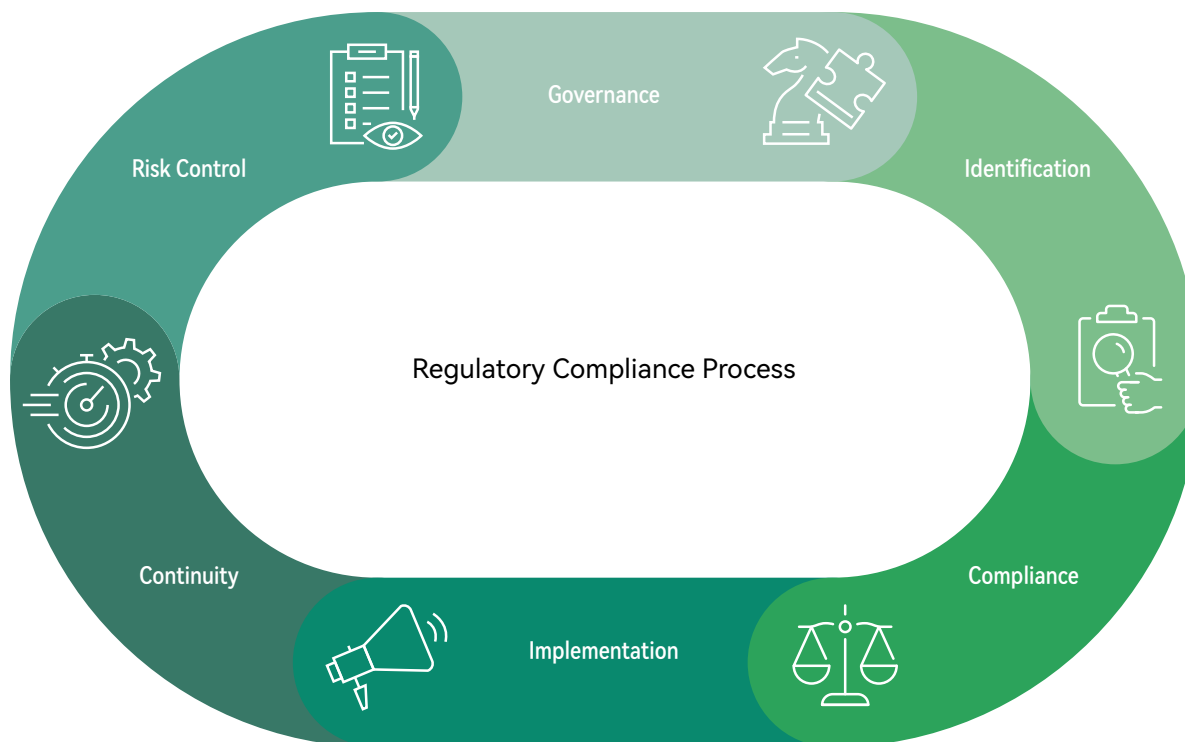 Governance
Risk Control
Identification
Regulatory Compliance Process
Continuity
Compliance
Implementation